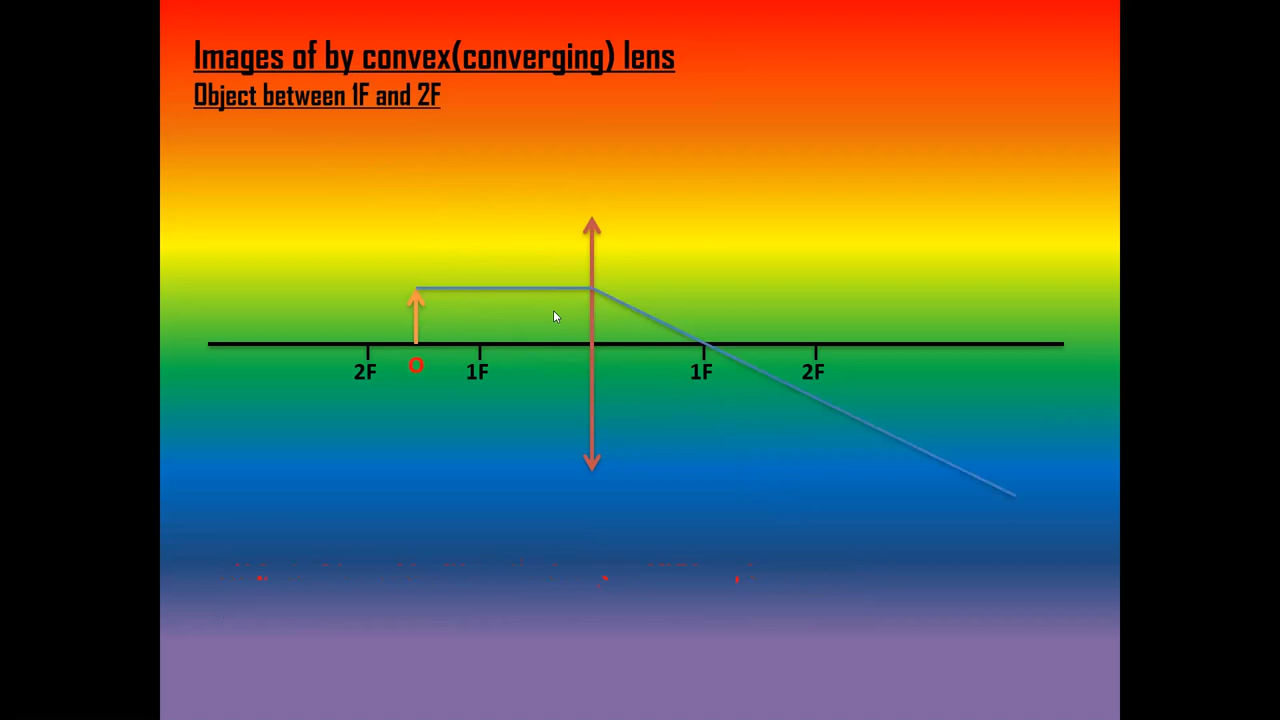 Images of by convex(converging) lens
Object between 1F and 2F
2F O 1F 1F 2F